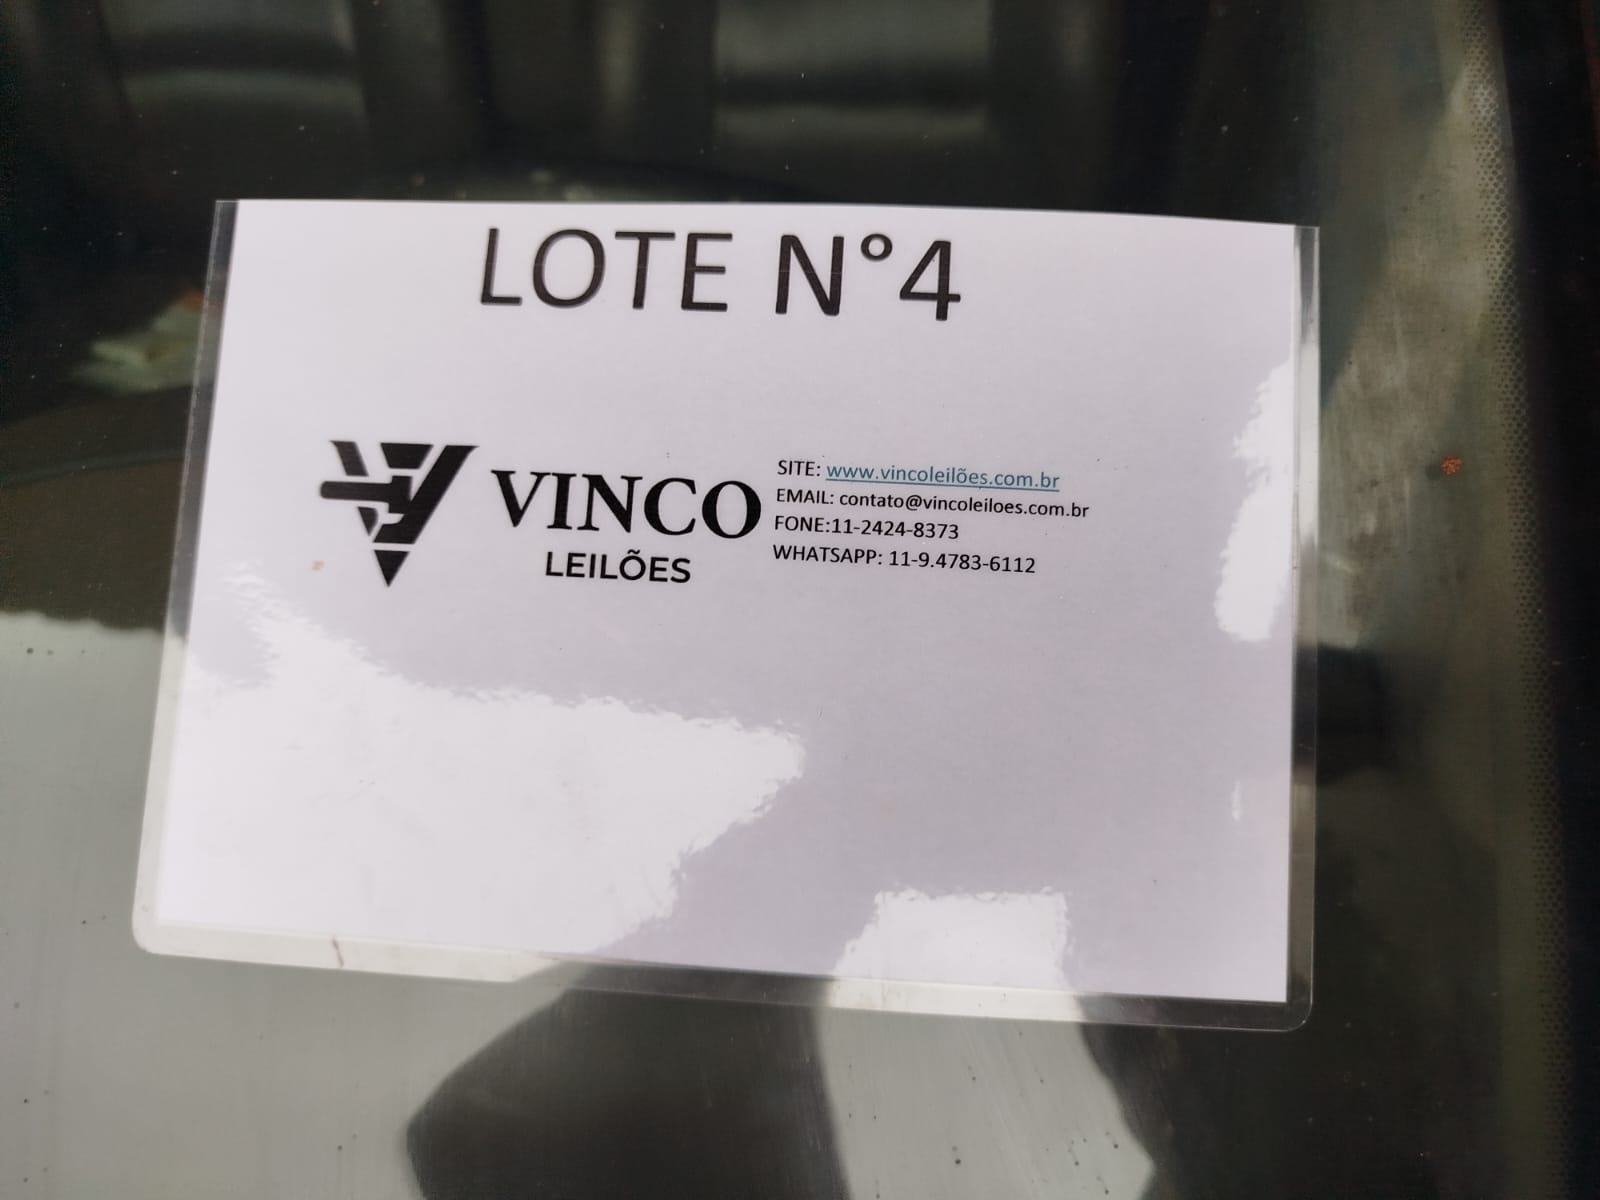 LOTE N°4
VINCO
LEILÕES
SITE: www.vincoleilões.com.br
EMAIL: contato@vincoleiloes.com.br
FONE:11-2424-8373
WHATSAPP: 11-9.4783-6112